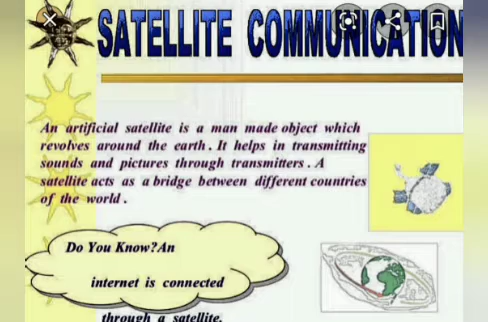 SATELLITE COMMUNICATION
An artificial satellite is a man made object which
revolves around the earth . It helps in transmitting
sounds and pictures through transmitters . A
satellite acts as a bridge between different countries
of the world .
Do You Know?An
internet is connected
through a satellite.